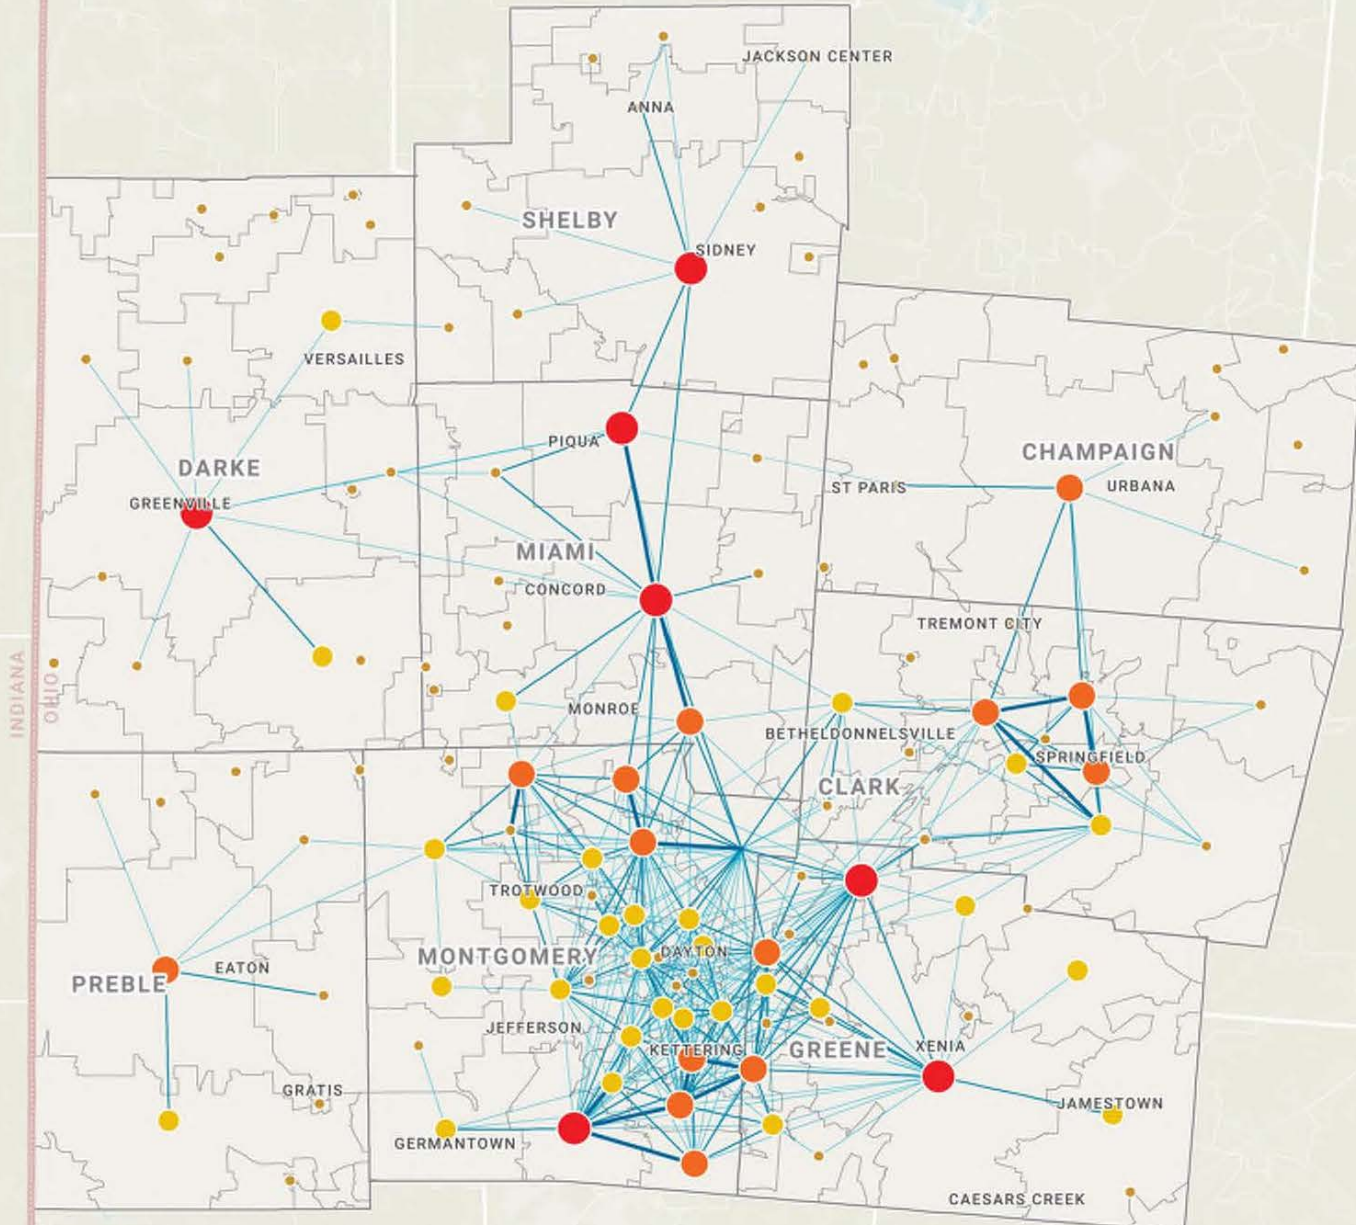 JACKSON CENTER
ANNA
SHELBY
SIDNEY
VERSAILLES
PIQUA
CHAMPAIGN
DARKE
ST PARIS
URBANA
GREENVILLE
MIAMI
CONCORD
TREMONT CITY
INDIANA
OHIO
MONROE
BETHELDONNELSVILLE
SPRINGFIELD
CLARK
TROTWOOD
MONTGOMERY
DAYTON
EATON
PREBLE
JEFFERSON
KETTERING
GREENE
XENIA
GRATIS
JAMESTOWN
GERMANTOWN
CAESARS CREEK